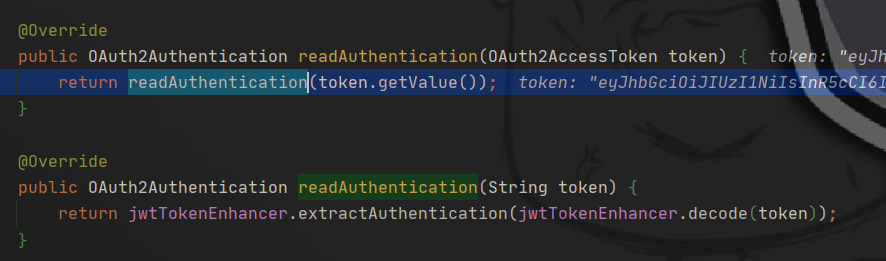 @Override
public OAuth2Authentication readAuthentication(OAuth2AccessToken token) {  token: "eyJh
return readAuthentication(token.getValue());  token: "eyJhbGciOiJIUzI1NiIsInR5cCI6I
}
@Override
public OAuth2Authentication readAuthentication(String token) {
return jwtTokenEnhancer.extractAuthentication(jwtTokenEnhancer.decode(token));
}